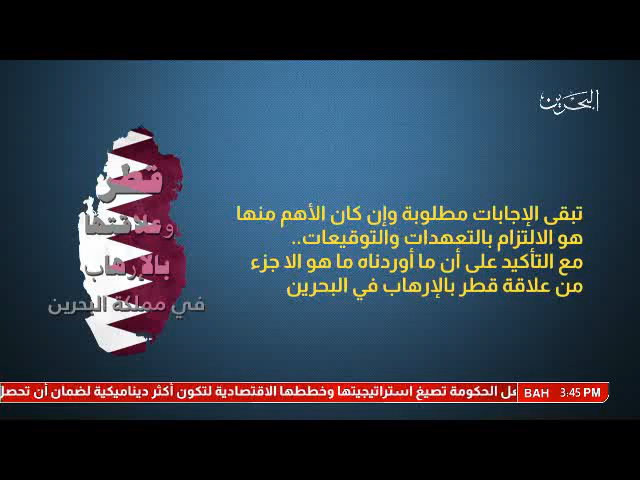 البحرين
تبقى الإجابات مطلوبة وإن كان الأهم منها
هو الالتزام بالتعهدات والتوقيعات..
مع التأكيد على أن ما أوردناه ما هو الا جزء
من علاقة قطر بالإرهاب في البحرين
قطر
وعلاقتها
بالإرهاب
في مملكة البحرين
الحكومة تصيغ استراتيجيتها وخططها الاقتصادية لتكون أكثر ديناميكية لضمان أن تحصل
BAH 3:45 PM